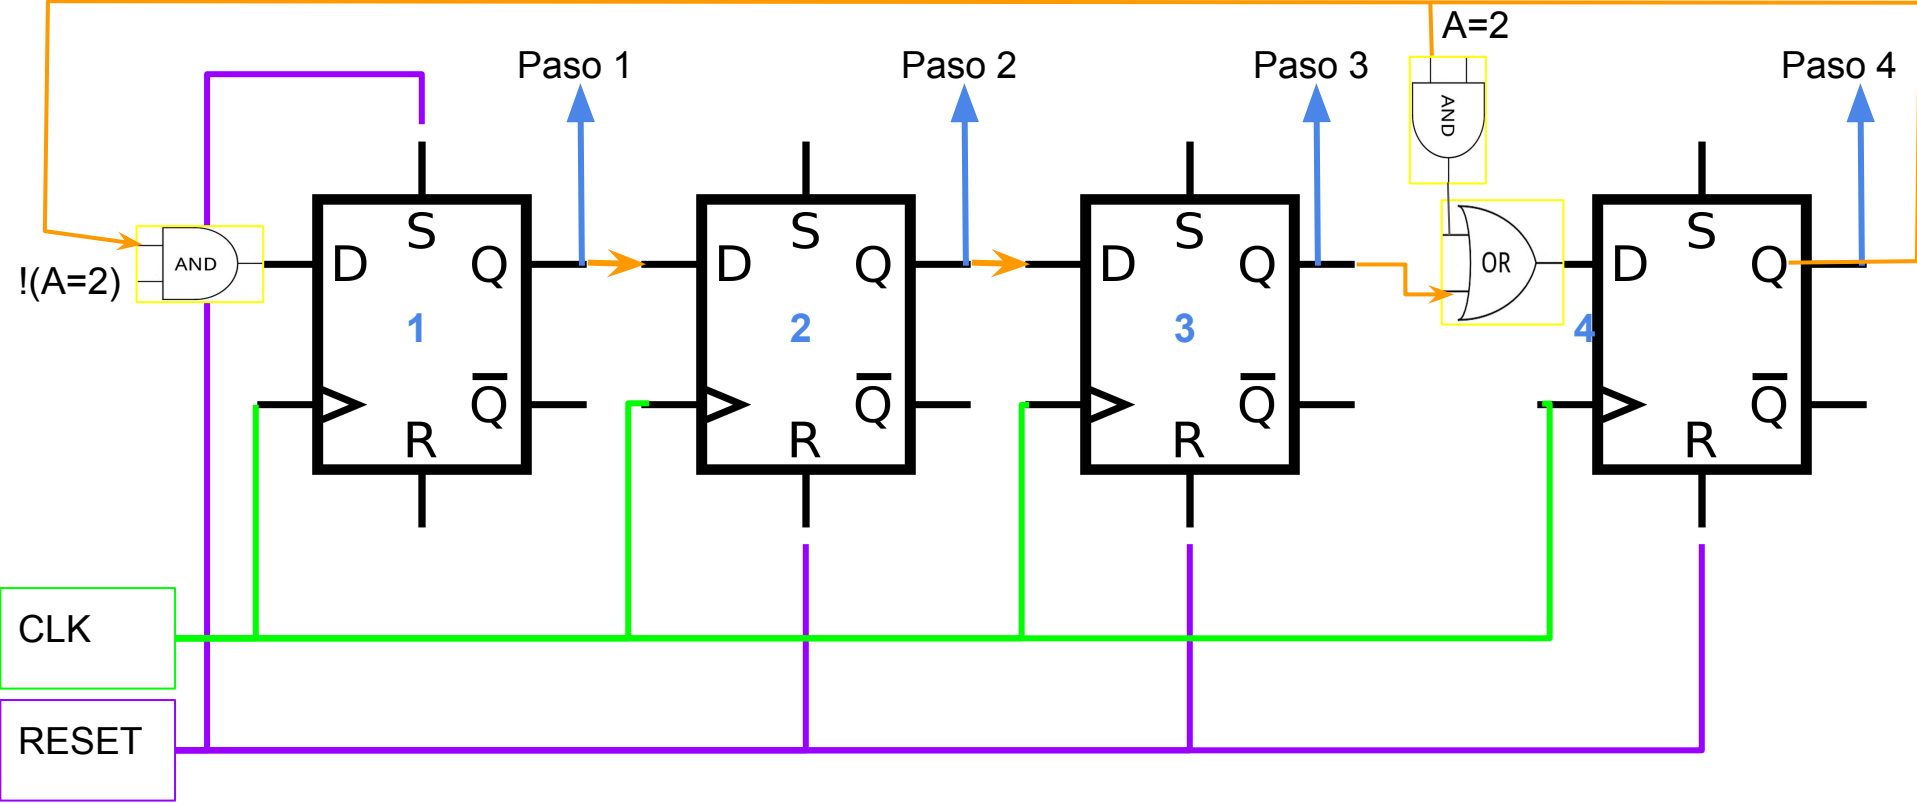 A=2
Paso 1
Paso 2
Paso 3
Paso 4
AND
!(A=2)
AND
OR
S
D
Q
1
Q̅
R
S
D
Q
2
Q̅
R
S
D
Q
3
Q̅
R
S
D
Q
4
Q̅
R
CLK
RESET